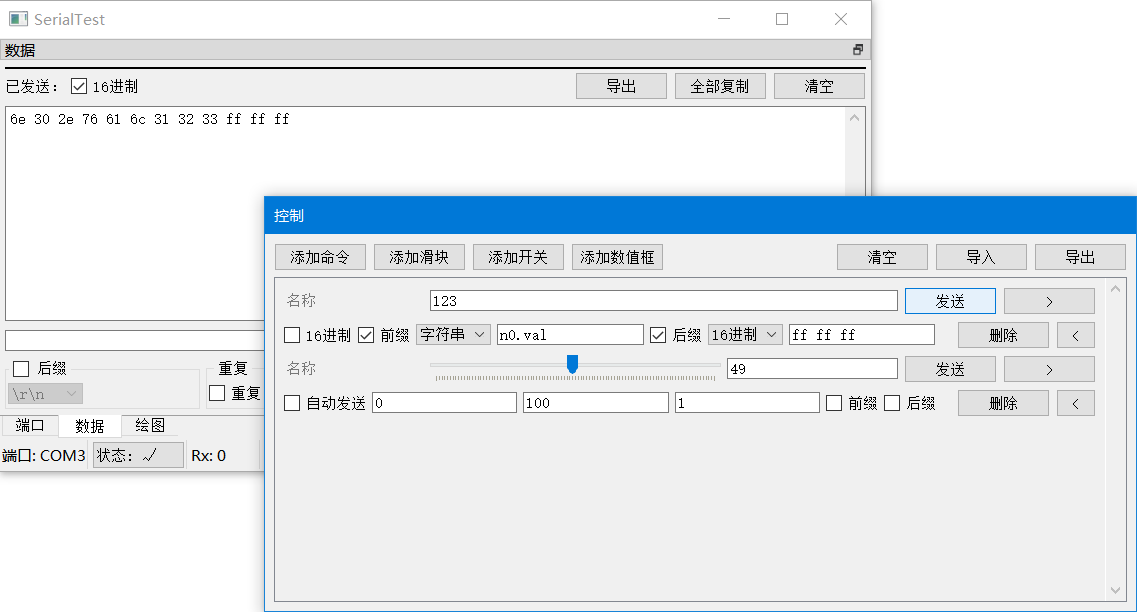 SerialTest
数据
已发送: 16进制 导出 全部复制 清空
6e 30 2e 76 61 6c 31 32 33 ff ff ff
后缀 重复
\r\n 重复
端口 数据 绘图
端口: COM3 状态: ✓ Rx: 0
控制
添加命令 添加滑块 添加开关 添加数值框 清空 导入 导出
名称 123 发送 >
16进制 前缀 字符串 n0.val 后缀 16进制 ff ff ff 删除 <
名称 49 发送 >
自动发送 0 100 1 前缀 后缀 删除 <